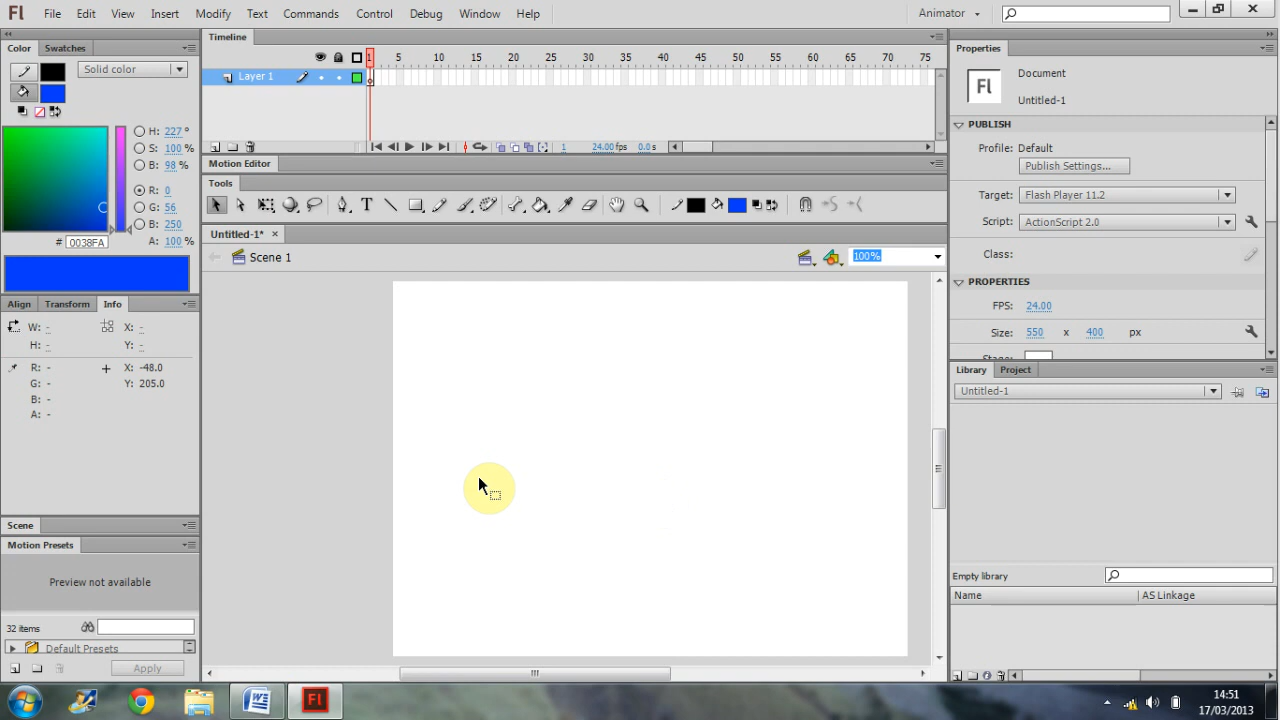 Fl File Edit View Insert Modify Text Commands Control Debug Window Help Animator
Color Swatches
Solid color
H: 227 °
S: 100 %
B: 98 %
R: 0
G: 56
B: 250
# 0038FA A: 100 %
Align Transform Info
W: - X: -
H: - Y: -
R: - X: -48.0
G: - Y: 205.0
B: -
A: -
Scene
Motion Presets
Preview not available
32 items
Default Presets
Apply
Timeline
1 5 10 15 20 25 30 35 40 45 50 55 60 65 70 75
Layer 1
1 24.00 fps 0.0 s
Motion Editor
Tools
T
Untitled-1* ×
Scene 1 100%
Properties
Fl Document
Untitled-1
PUBLISH
Profile: Default
Publish Settings...
Target: Flash Player 11.2
Script: ActionScript 2.0
Class:
PROPERTIES
FPS: 24.00
Size: 550 x 400 px
Library Project
Untitled-1
Empty library
Name AS Linkage
W Fl
14:51
17/03/2013